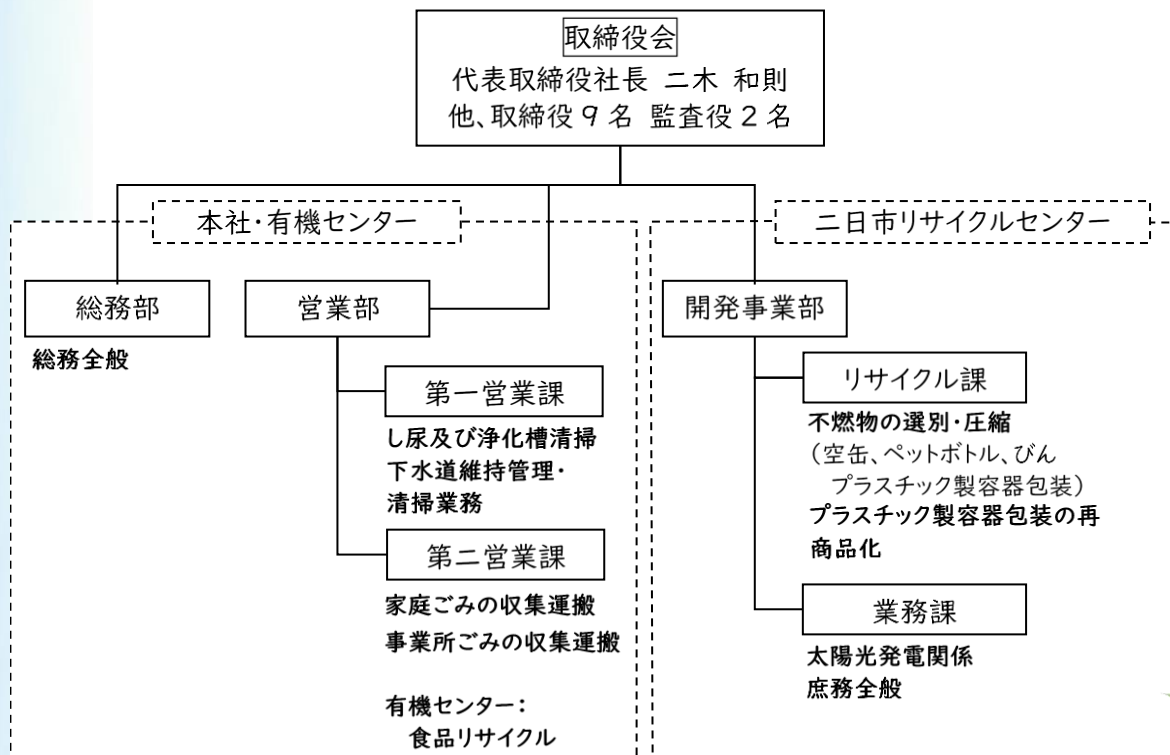 取締役会
代表取締役社長 二木 和則
他、取締役９名 監査役２名
本社・有機センター
総務部
総務全般
営業部
第一営業課
し尿及び浄化槽清掃
下水道維持管理・
清掃業務
第二営業課
家庭ごみの収集運搬
事業所ごみの収集運搬
有機センター：
食品リサイクル
二日市リサイクルセンター
開発事業部
リサイクル課
不燃物の選別・圧縮
（空缶、ペットボトル、びん
プラスチック製容器包装）
プラスチック製容器包装の再
商品化
業務課
太陽光発電関係
庶務全般